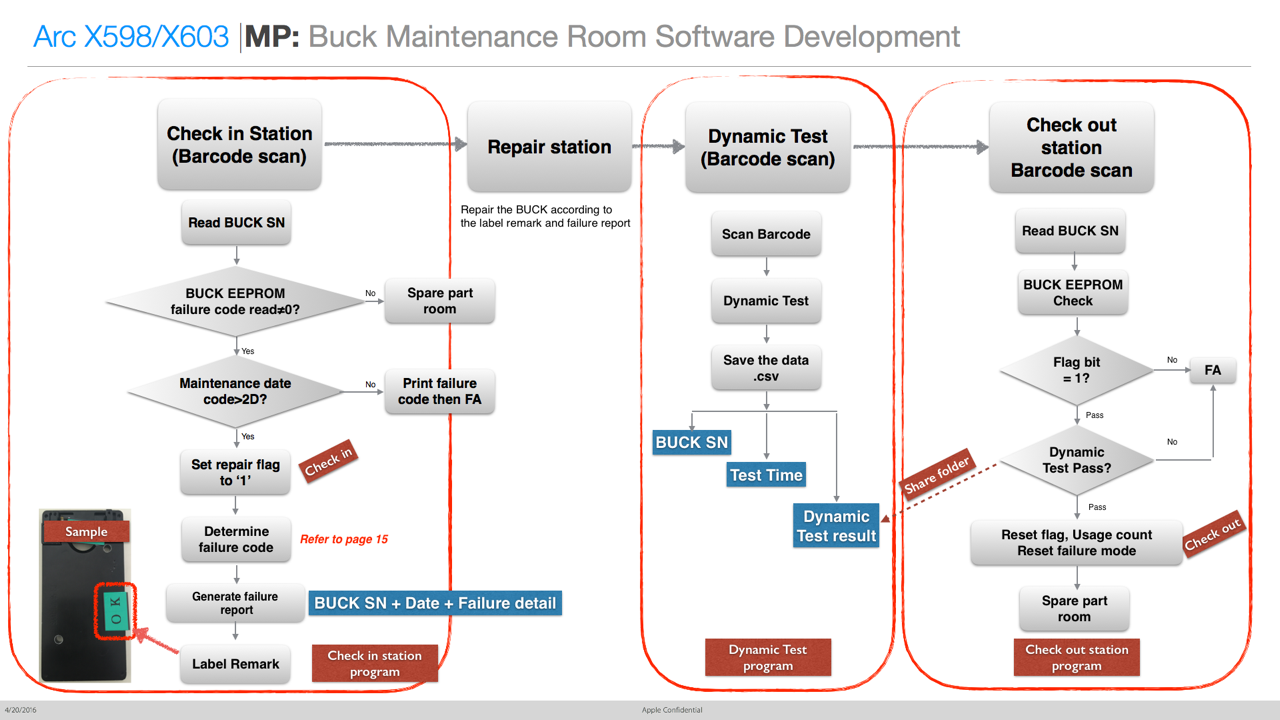 Arc X598/X603 |MP: Buck Maintenance Room Software Development
Check in Station
(Barcode scan)
Read BUCK SN
BUCK EEPROM
failure code read≠0?
No
Spare part
room
Yes
Maintenance date
code>2D?
No
Print failure
code then FA
Yes
Set repair flag
to ‘1’
Check in
Determine
failure code
Refer to page 15
Generate failure
report
BUCK SN + Date + Failure detail
Label Remark
Check in station
program
Sample
OK
Repair station
Repair the BUCK according to
the label remark and failure report
Dynamic Test
(Barcode scan)
Scan Barcode
Dynamic Test
Save the data
.csv
BUCK SN
Test Time
Dynamic
Test result
Dynamic Test
program
Check out
station
Barcode scan
Read BUCK SN
BUCK EEPROM
Check
Flag bit
= 1?
No
FA
Pass
Dynamic
Test Pass?
No
Share folder
Pass
Reset flag, Usage count
Reset failure mode
Check out
Spare part
room
Check out station
program
4/20/2016
Apple Confidential